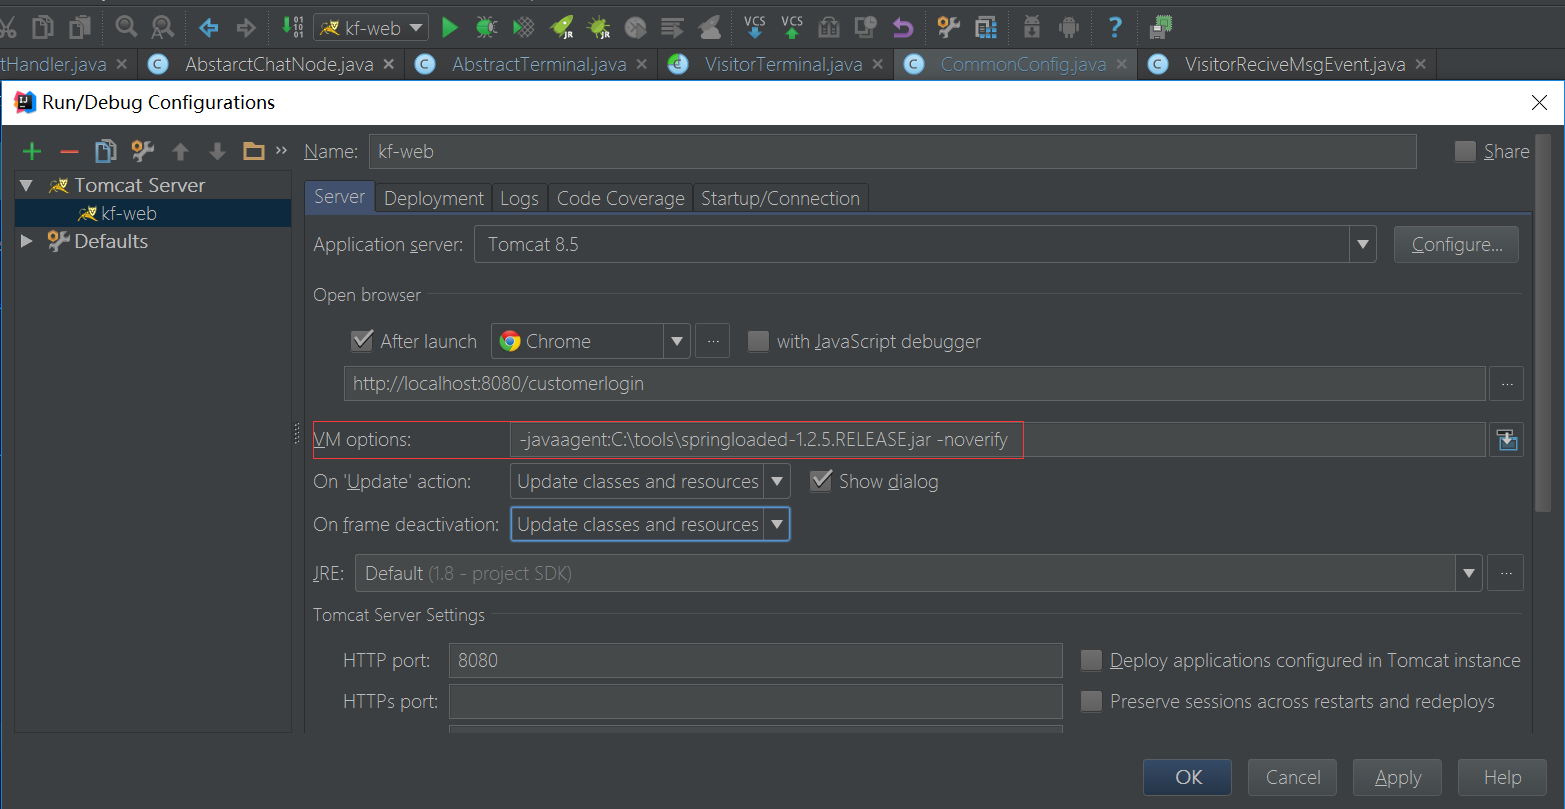 kf-web VCS VCS ?
tHandler.java AbstarctChatNode.java AbstractTerminal.java VisitorTerminal.java CommonConfig.java VisitorReciveMsgEvent.java
Run/Debug Configurations
Name: kf-web Share
Tomcat Server
kf-web
Defaults
Server Deployment Logs Code Coverage Startup/Connection
Application server: Tomcat 8.5 Configure...
Open browser
After launch Chrome ... with JavaScript debugger
http://localhost:8080/customerlogin ...
VM options: -javaagent:C:\tools\springloaded-1.2.5.RELEASE.jar -noverify
On 'Update' action: Update classes and resources Show dialog
On frame deactivation: Update classes and resources
JRE: Default (1.8 - project SDK) ...
Tomcat Server Settings
HTTP port: 8080 Deploy applications configured in Tomcat instance
HTTPs port: Preserve sessions across restarts and redeploys
OK Cancel Apply Help